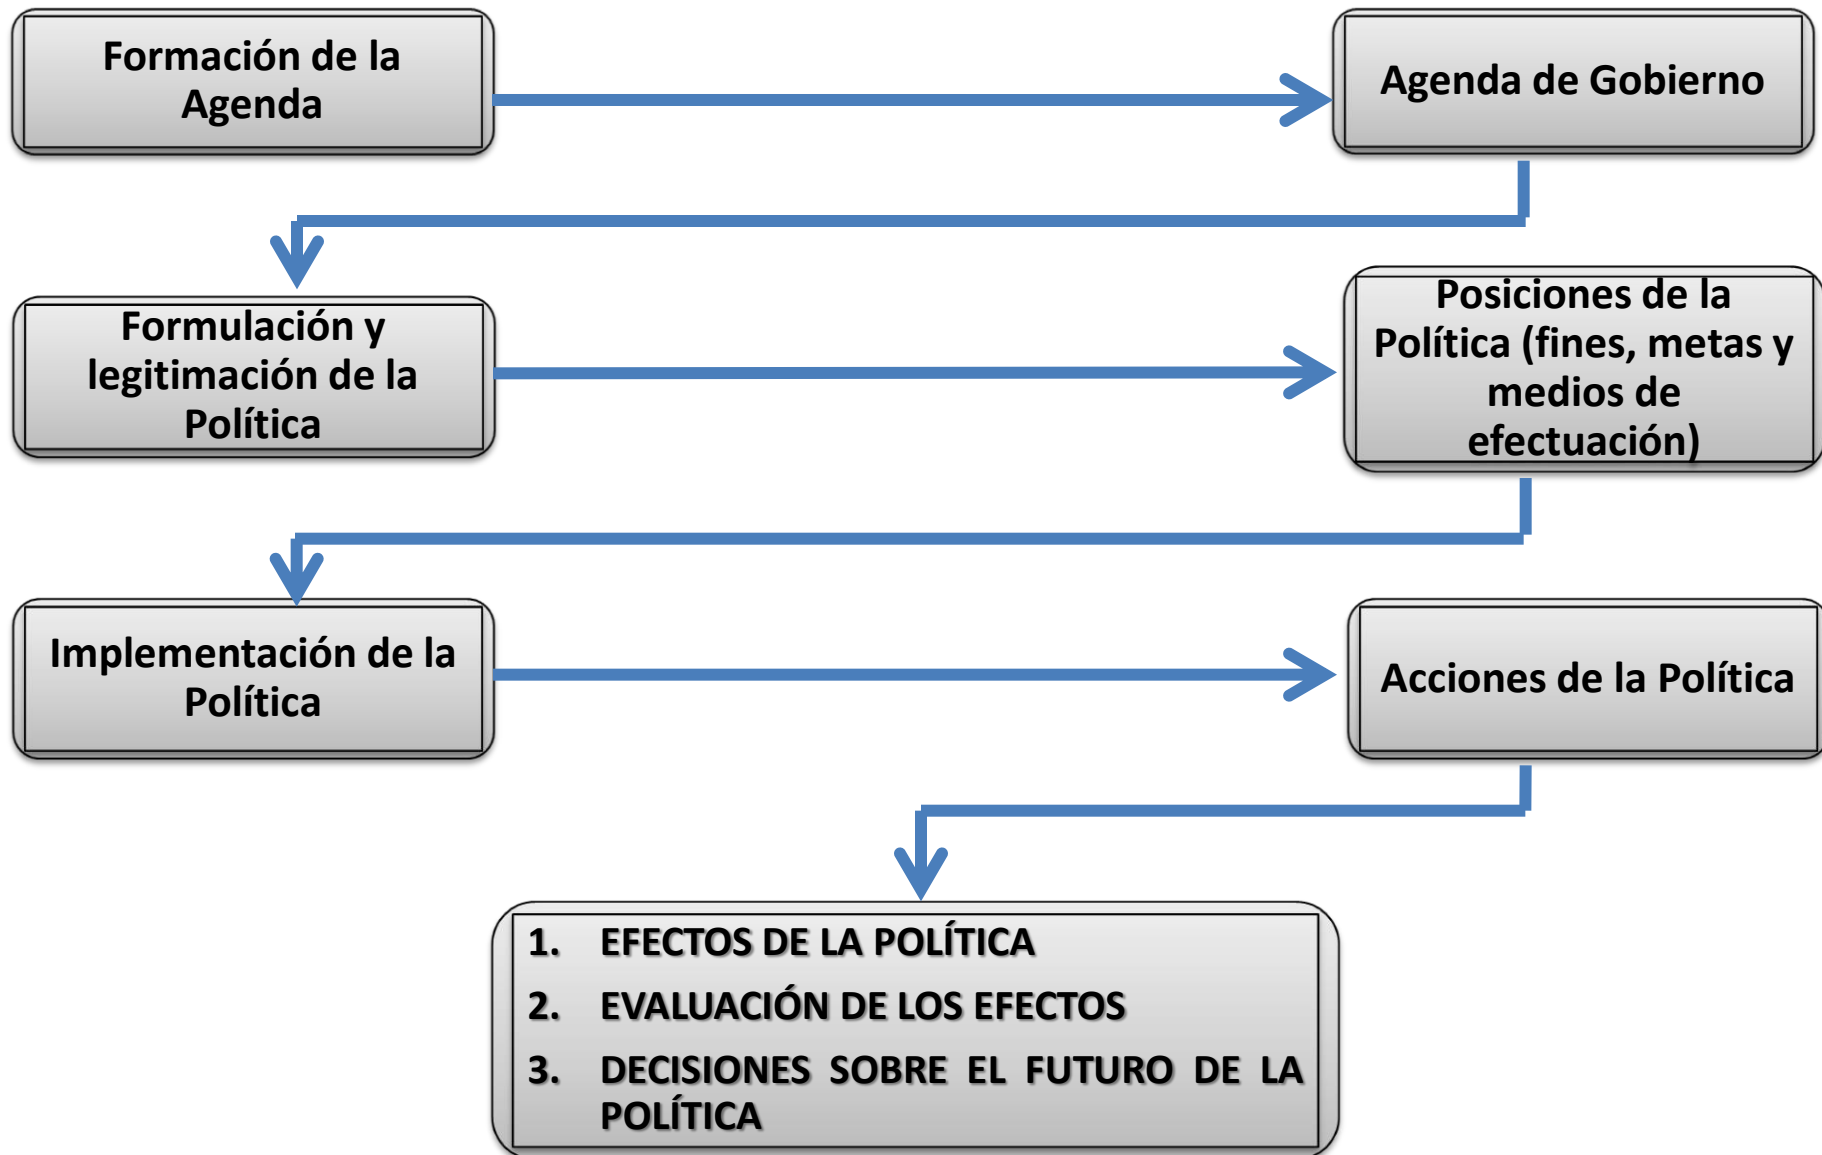 Formación de la
Agenda
Agenda de Gobierno
Formulación y
legitimación de la
Política
Posiciones de la
Política (fines, metas y
medios de
efectuación)
Implementación de la
Política
Acciones de la Política
1. EFECTOS DE LA POLÍTICA
2. EVALUACIÓN DE LOS EFECTOS
3. DECISIONES SOBRE EL FUTURO DE LA
POLÍTICA